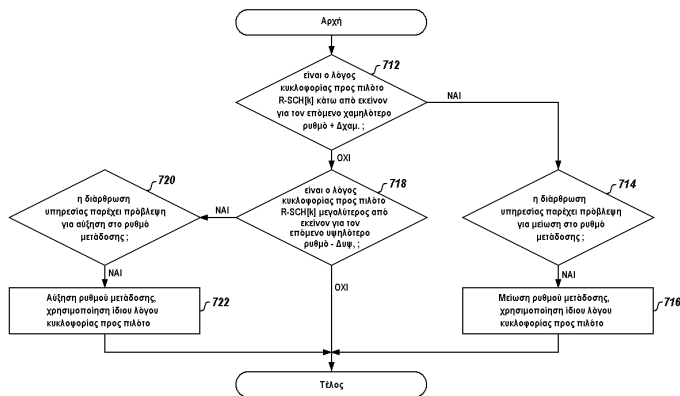 Αρχή
712
είναι ο λόγος
κυκλοφορίας προς πιλότο
R-SCH[k] κάτω από εκείνον
για τον επόμενο χαμηλότερο
ρυθμό + Δχαμ. ;
ΝΑΙ
ΟΧΙ
720
η διάρθρωση
υπηρεσίας παρέχει πρόβλεψη
για αύξηση στο ρυθμό
μετάδοσης ;
ΝΑΙ
718
είναι ο λόγος
κυκλοφορίας προς πιλότο
R-SCH[k] μεγαλύτερος από
εκείνον για τον
επόμενο υψηλότερο
ρυθμό - Δυψ, ;
714
η διάρθρωση
υπηρεσίας παρέχει πρόβλεψη
για μείωση στο ρυθμό
μετάδοσης ;
ΝΑΙ
ΟΧΙ
ΝΑΙ
Αύξηση ρυθμού μετάδοσης,
χρησιμοποίηση ίδιου λόγου
κυκλοφορίας προς πιλότο
722
Μείωση ρυθμού μετάδοσης,
χρησιμοποίηση ίδιου λόγου
κυκλοφορίας προς πιλότο
716
Τέλος